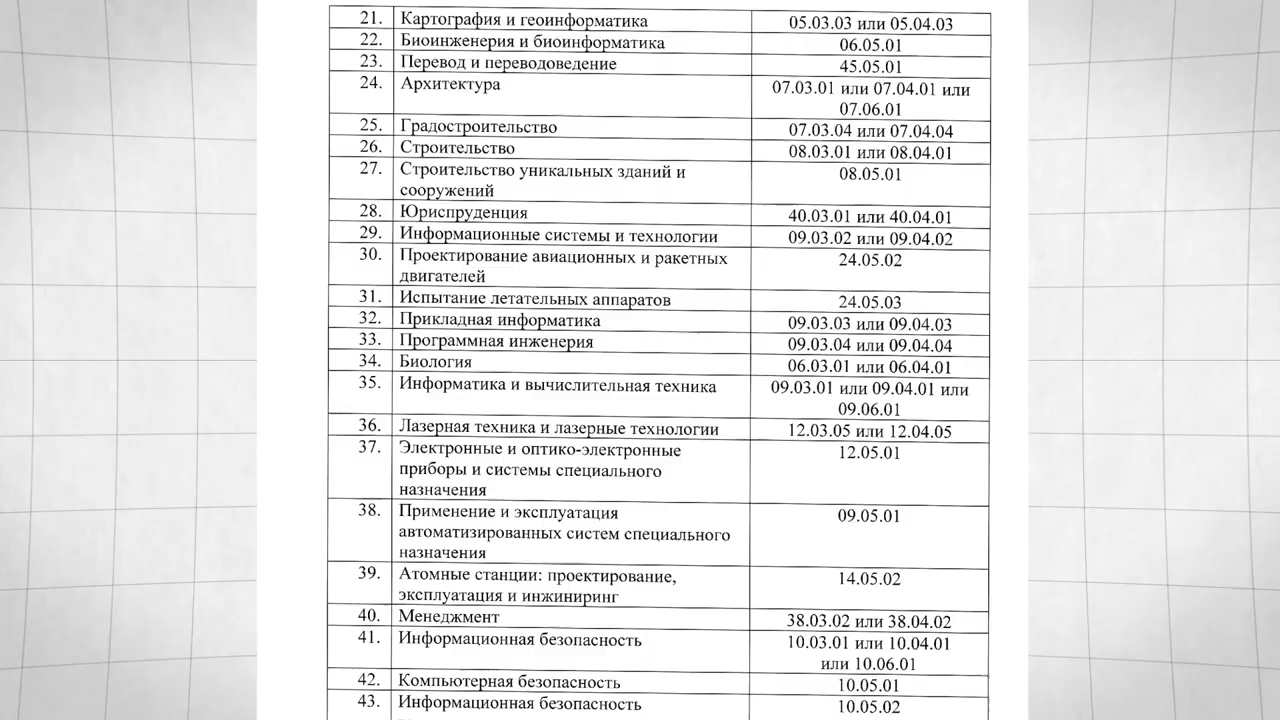 21. Картография и геоинформатика 05.03.03 или 05.04.03
22. Биоинженерия и биоинформатика 06.05.01
23. Перевод и переводоведение 45.05.01
24. Архитектура 07.03.01 или 07.04.01 или
07.06.01
25. Градостроительство 07.03.04 или 07.04.04
26. Строительство 08.03.01 или 08.04.01
27. Строительство уникальных зданий и 08.05.01
сооружений
28. Юриспруденция 40.03.01 или 40.04.01
29. Информационные системы и технологии 09.03.02 или 09.04.02
30. Проектирование авиационных и ракетных 24.05.02
двигателей
31. Испытание летательных аппаратов 24.05.03
32. Прикладная информатика 09.03.03 или 09.04.03
33. Программная инженерия 09.03.04 или 09.04.04
34. Биология 06.03.01 или 06.04.01
35. Информатика и вычислительная техника 09.03.01 или 09.04.01 или
09.06.01
36. Лазерная техника и лазерные технологии 12.03.05 или 12.04.05
37. Электронные и оптико-электронные 12.05.01
приборы и системы специального
назначения
38. Применение и эксплуатация 09.05.01
автоматизированных систем специального
назначения
39. Атомные станции: проектирование, 14.05.02
эксплуатация и инжиниринг
40. Менеджмент 38.03.02 или 38.04.02
41. Информационная безопасность 10.03.01 или 10.04.01
или 10.06.01
42. Компьютерная безопасность 10.05.01
43. Информационная безопасность 10.05.02